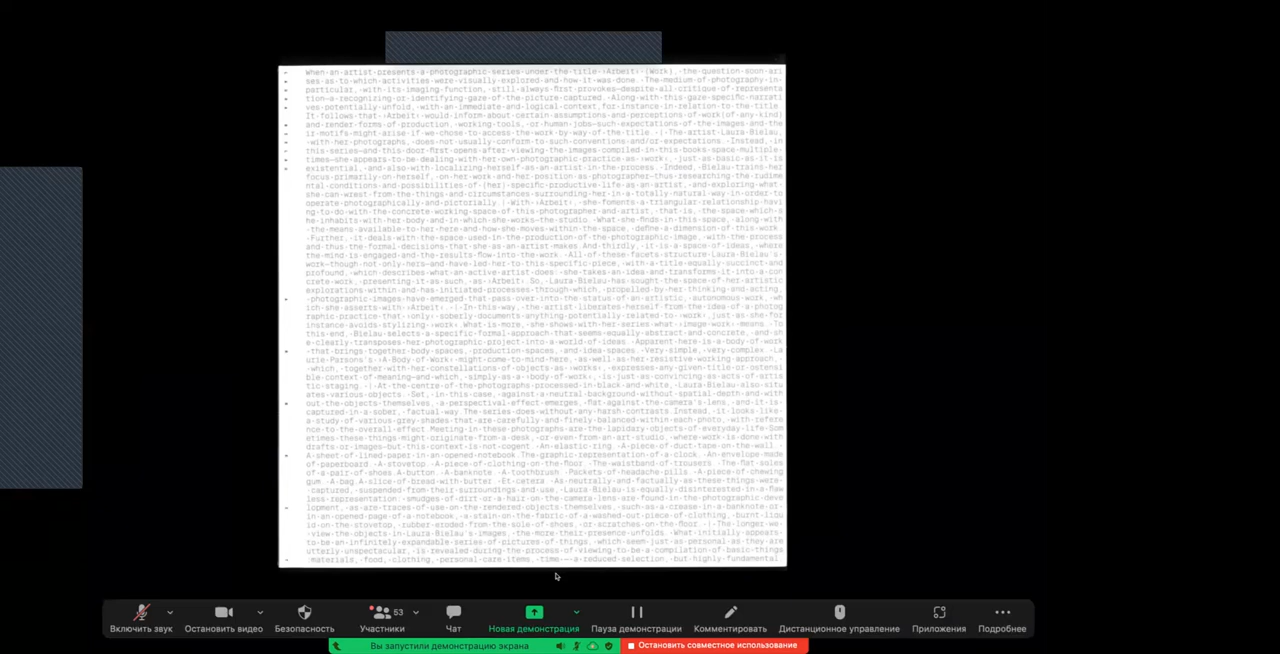 When·an·artist·presents·a·photographic·series·under·the·title·‹Arbeit›·(Work),·the·question·soon·ari
ses·as·to·which·activities·were·visually·explored·and·how·it·was·done.·The·medium·of·photography·in·
particular,·with·its·imaging·function,·still·always·first·provokes–despite·all·critique·of·representa
tion–a·recognizing·or·identifying·gaze·of·the·picture·captured.·Along·with·this·gaze·specific·narrati
ves·potentially·unfold,·with·an·immediate·and·logical·context,·for·instance·in·relation·to·the·title
It·follows·that·‹Arbeit›·would·inform·about·certain·assumptions·and·perceptions·of·work(of·any·kind)
and·render·forms·of·production,·working·tools,·or·human·jobs–such·expectations·of·the·images·and·the
ir·motifs·might·arise·if·we·chose·to·access·the·work·by·way·of·the·title.·|·The·artist·Laura·Bielau,
·with·her·photographs,·does·not·usually·conform·to·such·conventions·and/or·expectations.·Instead,·in
·this·series–and·this·door·first·opens·after·viewing·the·images·compiled·in·this·book·s·space·multiple·
times–she·appears·to·be·dealing·with·her·own·photographic·practice·as·‹work›,·just·as·basic·as·it·is
existential,·and·also·with·localizing·herself·as·an·artist·in·the·process.·Indeed,·Bielau·trains·her
focus·primarily·on·herself,·on·her·work·and·her·position·as·photographer·thus·researching·the·rudime
ntal·conditions·and·possibilities·of·(her)·specific·productive·life·as·an·artist,·and·exploring·what·
she·can·wrest·from·the·things·and·circumstances·surrounding·her·in·a·totally·natural·way·in·order·to
operate·photographically·and·pictorially.|·With·‹Arbeit›,·she·foments·a·triangular·relationship·havi
ng·to·do·with·the·concrete·working·space·of·this·photographer·and·artist,·that·is,·the·space·which·s
he·inhabits·with·her·body·and·in·which·she·works–the·studio.·What·she·finds·in·this·space,·along·with
·the·means·available·to·her·here·and·how·she·moves·within·the·space,·define·a·dimension·of·this·work
.·Further,·it·deals·with·the·space·used·in·the·production·of·the·photographic·image,·with·the·process
and·thus·the·formal·decisions·that·she·as·an·artist·makes.·And·thirdly,·it·is·a·space·of·ideas,·where
the·mind·is·engaged·and·the·results·flow·into·the·work.·All·of·these·facets·structure·Laura·Bielau's·
work–though·not·only·hers–and·have·led·her·to·this·specific·piece,·with·a·title·equally·succinct·and
profound,·which·describes·what·an·active·artist·does:·she·takes·an·idea·and·transforms·it·into·a·con
crete·work,·presenting·it·as·such,·as·‹Arbeit›.·So,·Laura·Bielau·has·sought·the·space·of·her·artistic
explorations·within·and·has·initiated·processes·through·which,·propelled·by·her·thinking·and·acting,
·photographic·images·have·emerged·that·pass·over·into·the·status·of·an·artistic,·autonomous·work,·wh
ich·she·asserts·with·‹Arbeit›.·|·In·this·way,·the·artist·liberates·herself·from·the·idea·of·a·photog
raphic·practice·that·‹only›·soberly·documents·anything·potentially·related·to·‹work›,·just·as·she·for
instance·avoids·stylizing·‹work›.·What·is·more,·she·shows·with·her·series·what·‹image·work›·means.·To
this·end,·Bielau·selects·a·specific·formal·approach·that·seems·equally·abstract·and·concrete,·and·sh
e·clearly·transposes·her·photographic·project·into·a·world·of·ideas.·Apparent·here·is·a·body·of·work
·that·brings·together·body·spaces,·production·spaces,·and·idea·spaces.·Very·simple,·very·complex.·La
urie·Parsons's·‹A·Body·of·Work›·might·come·to·mind·here,·as·well·as·her·resistive·working·approach,
·which,·together·with·her·constellations·of·objects·as·‹works›,·expresses·any·given·title·or·ostensi
ble·context·of·meaning–and·which,·simply·as·a·‹body·of·work›,·is·just·as·convincing·as·acts·of·artis
tic·staging.·|·At·the·centre·of·the·photographs·processed·in·black·and·white,·Laura·Bielau·also·situ
ates·various·objects.·Set,·in·this·case,·against·a·neutral·background·without·spatial·depth·and·with
out·the·objects·themselves,·a·perspectival·effect·emerges,·flat·against·the·camera's·lens,·and·it·is
captured·in·a·sober,·factual·way.·The·series·does·without·any·harsh·contrasts.·Instead,·it·looks·like·
a·study·of·various·grey·shades·that·are·carefully·and·finely·balanced·within·each·photo,·with·refere
nce·to·the·overall·effect.·Meeting·in·these·photographs·are·the·lapidary·objects·of·everyday·life·Som
etimes·these·things·might·originate·from·a·desk,·or·even·from·an·art·studio,·where·work·is·done·with
drafts·or·images–but·this·context·is·not·cogent.·An·elastic·ring.·A·piece·of·duct·tape·on·the·wall.·
A·sheet·of·lined·paper·in·an·opened·notebook.The·graphic·representation·of·a·clock.·An·envelope·made
of·paperboard.·A·stovetop.·A·piece·of·clothing·on·the·floor.·The·waistband·of·trousers.·The·flat·soles
of·a·pair·of·shoes.A·button.·A·banknote.·A·toothbrush.·Packets·of·headache·pills.·A·piece·of·chewing
gum.·A·bag.A·slice·of·bread·with·butter.·Et·cetera.·As·neutrally·and·factually·as·these·things·were·
·captured,·suspended·from·their·surroundings·and·use,·Laura·Bielau·is·equally·disinterested·in·a·flaw
less·representation:·smudges·of·dirt·or·a·hair·on·the·camera·lens·are·found·in·the·photographic·deve
lopment,·as·are·traces·of·use·on·the·rendered·objects·themselves,·such·as·a·crease·in·a·banknote·or·
in·an·opened·page·of·a·notebook,·a·stain·on·the·fabric·of·a·washed-out·piece·of·clothing,·burnt·liqu
id·on·the·stovetop,·rubber·eroded·from·the·sole·of·shoes,·or·scratches·on·the·floor.·|·The·longer·we·
·view·the·objects·in·Laura·Bielau's·images,·the·more·their·presence·unfolds.·What·initially·appears·
to·be·an·infinitely·expandable·series·of·pictures·of·things,·which·seem·just·as·personal·as·they·are
utterly·unspectacular,·is·revealed·during·the·process·of·viewing·to·be·a·compilation·of·basic·things
·materials,·food,·clothing,·personal·care·items,·time·–·a·reduced·selection,·but·highly·fundamental
Включить звук Остановить видео Безопасность 53 Участники Чат Новая демонстрация Пауза демонстрации Комментировать Дистанционное управление Приложения Подробнее
Вы запустили демонстрацию экрана Остановить совместное использование